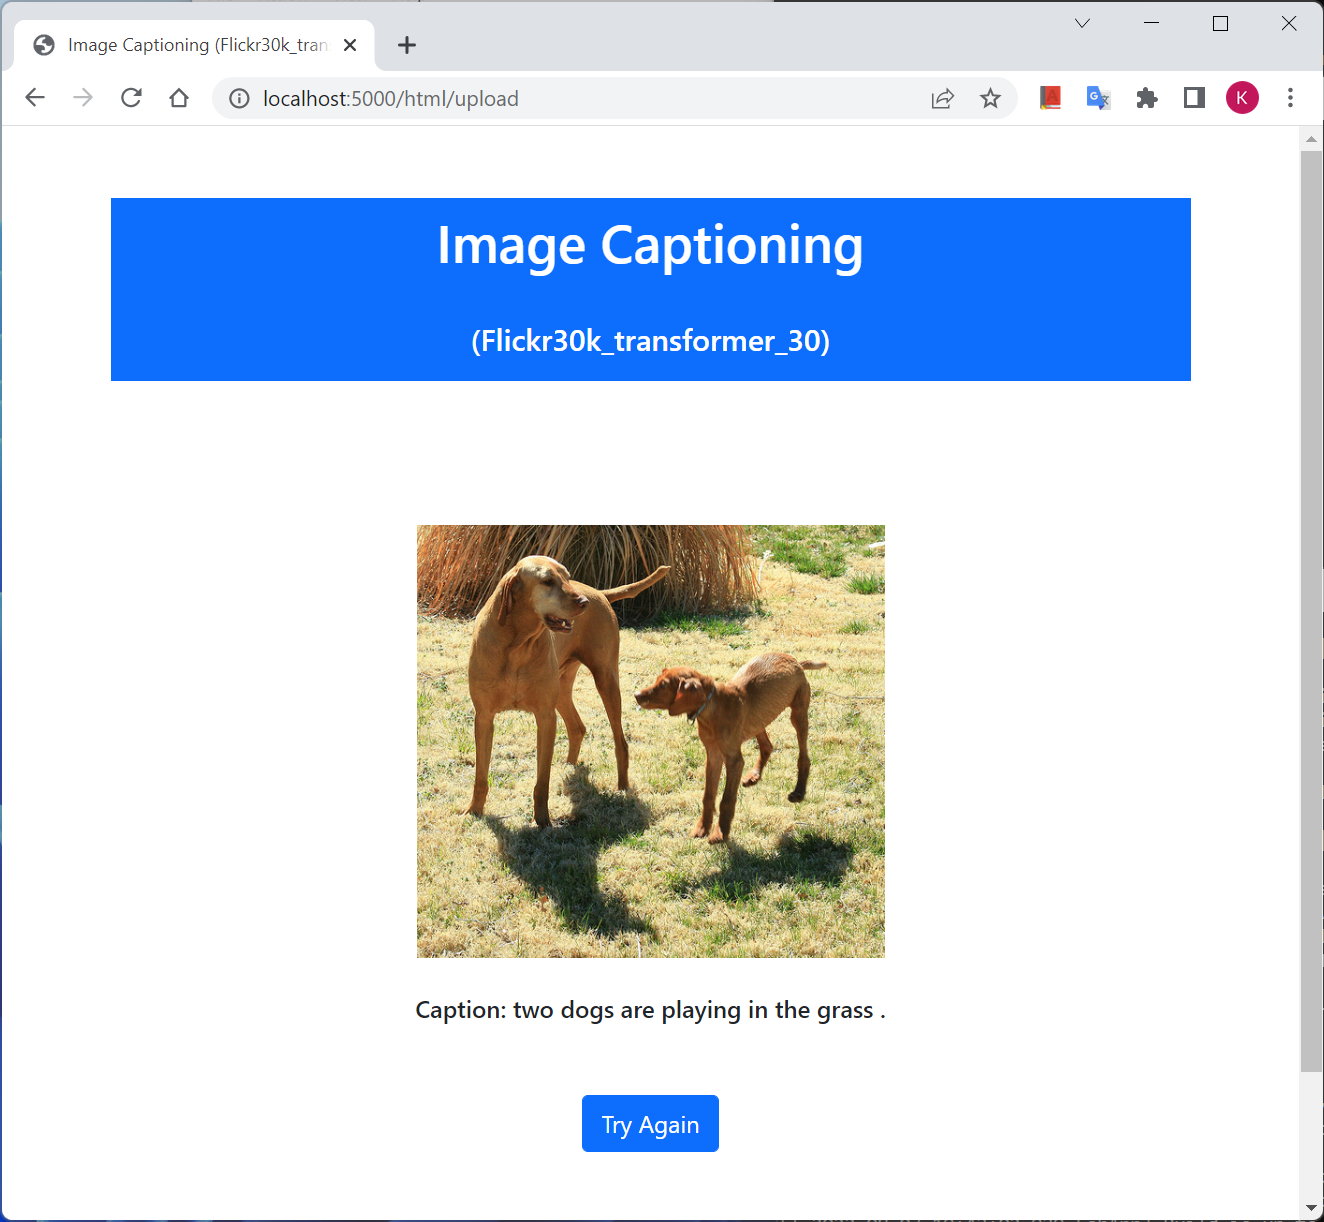 Image Captioning (Flickr30k_tran
localhost:5000/html/upload
K
Image Captioning
(Flickr30k_transformer_30)
Caption: two dogs are playing in the grass .
Try Again